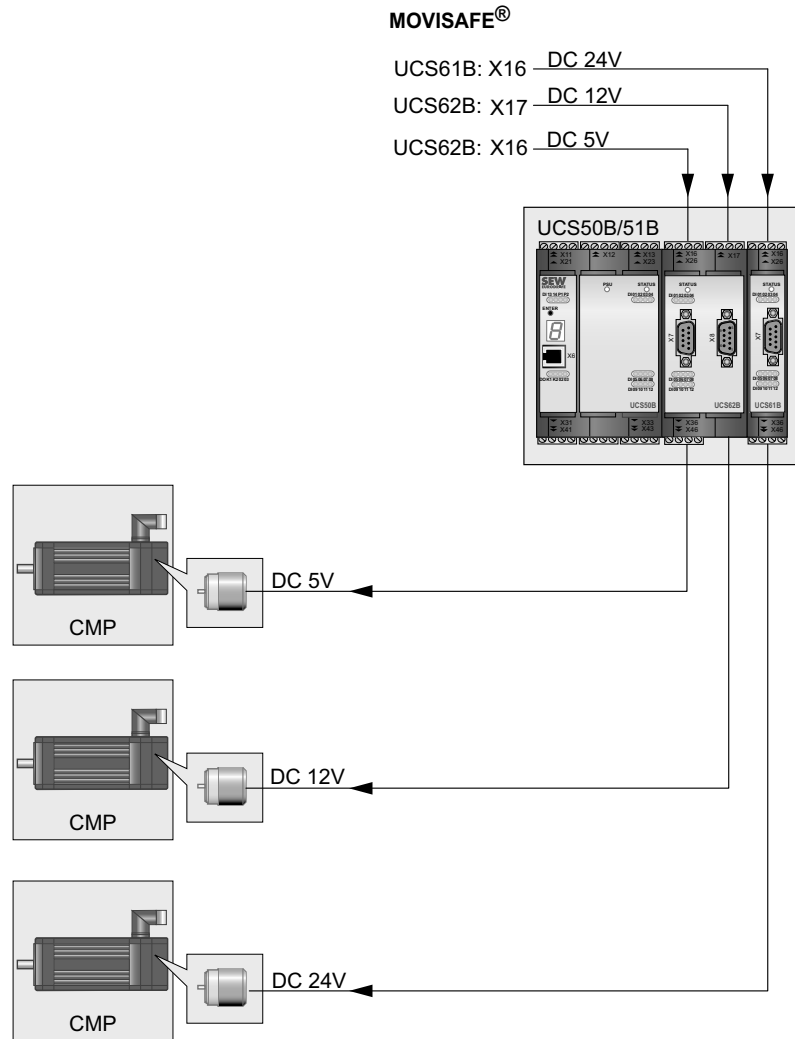 MOVISAFE®
UCS61B: X16 DC 24V
UCS62B: X17 DC 12V
UCS62B: X16 DC 5V
UCS50B/51B
X11 X12 X13 X16 X17 X16
X21 X23 X26 X26
SEW
PSU STATUS STATUS STATUS
ENTER
X6 X7 X8 X7
UCS50B UCS62B UCS61B
X31 X33 X36 X36
X41 X43 X46 X46
DC 5V
CMP
DC 12V
CMP
DC 24V
CMP